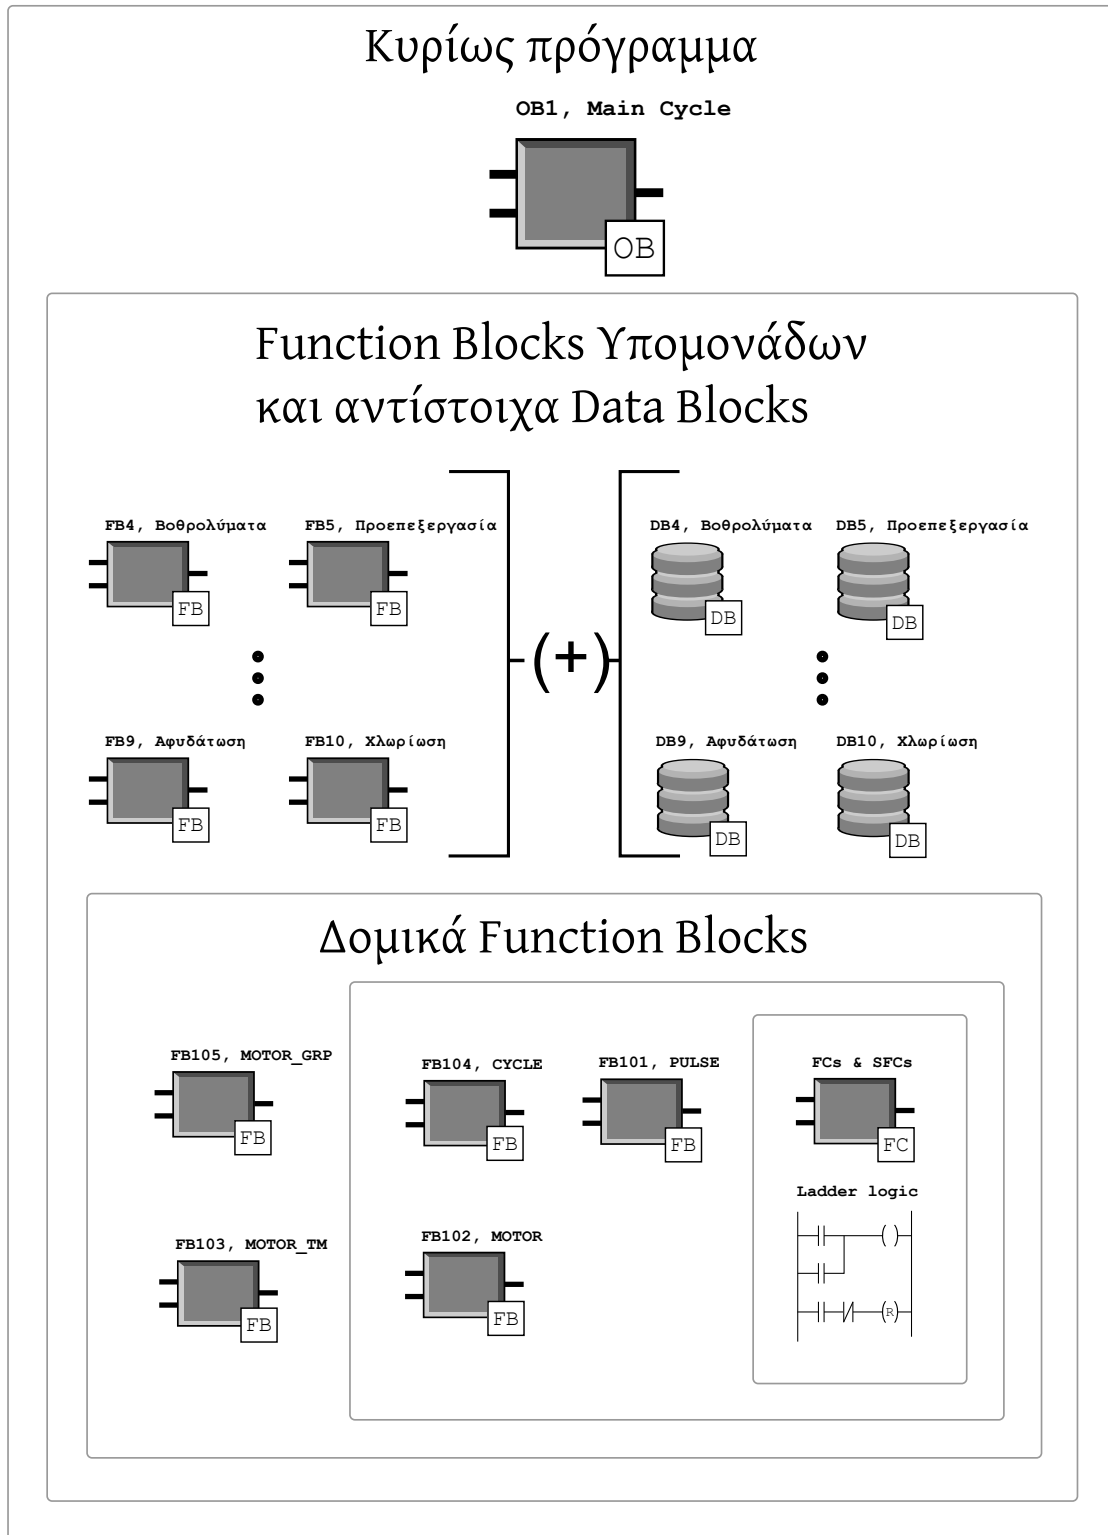 Κυρίως πρόγραμμα
OB1, Main Cycle
OB
Function Blocks Υπομονάδων
και αντίστοιχα Data Blocks
FB4, Βοθρολύματα
FB5, Προεπεξεργασία
DB4, Βοθρολύματα
DB5, Προεπεξεργασία
FB
FB
DB
DB
(+)
FB9, Αφυδάτωση
FB10, Χλωρίωση
DB9, Αφυδάτωση
DB10, Χλωρίωση
FB
FB
DB
DB
Δομικά Function Blocks
FB105, MOTOR_GRP
FB104, CYCLE
FB101, PULSE
FCs & SFCs
FB
FB
FB
FC
Ladder logic
FB103, MOTOR_TM
FB102, MOTOR
FB
FB
R